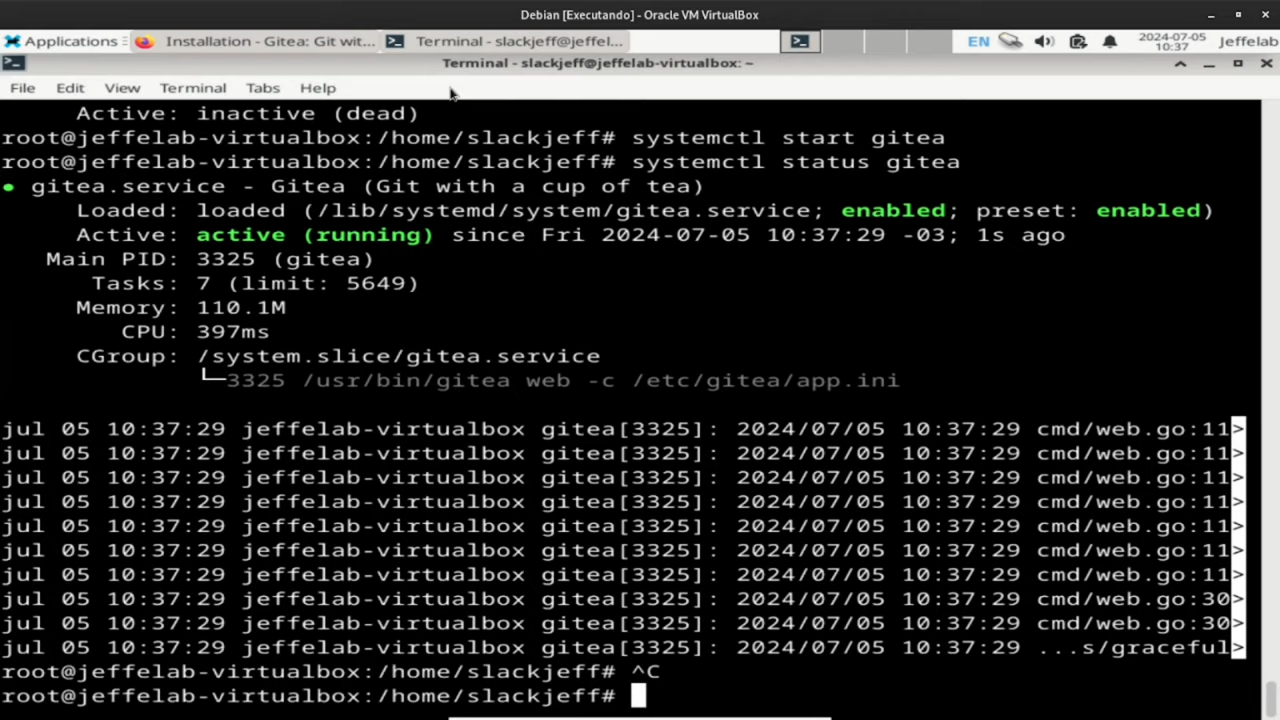 Debian [Executando] - Oracle VM VirtualBox
Applications
Installation - Gitea: Git wit...
Terminal - slackjeff@jeffel...
EN
2024-07-05
10:37
Jeffelab
Terminal - slackjeff@jeffelab-virtualbox: ~
File Edit View Terminal Tabs Help
Active: inactive (dead)
root@jeffelab-virtualbox:/home/slackjeff# systemctl start gitea
root@jeffelab-virtualbox:/home/slackjeff# systemctl status gitea
● gitea.service - Gitea (Git with a cup of tea)
Loaded: loaded (/lib/systemd/system/gitea.service; enabled; preset: enabled)
Active: active (running) since Fri 2024-07-05 10:37:29 -03; 1s ago
Main PID: 3325 (gitea)
Tasks: 7 (limit: 5649)
Memory: 110.1M
CPU: 397ms
CGroup: /system.slice/gitea.service
└─3325 /usr/bin/gitea web -c /etc/gitea/app.ini
jul 05 10:37:29 jeffelab-virtualbox gitea[3325]: 2024/07/05 10:37:29 cmd/web.go:11>
jul 05 10:37:29 jeffelab-virtualbox gitea[3325]: 2024/07/05 10:37:29 cmd/web.go:11>
jul 05 10:37:29 jeffelab-virtualbox gitea[3325]: 2024/07/05 10:37:29 cmd/web.go:11>
jul 05 10:37:29 jeffelab-virtualbox gitea[3325]: 2024/07/05 10:37:29 cmd/web.go:11>
jul 05 10:37:29 jeffelab-virtualbox gitea[3325]: 2024/07/05 10:37:29 cmd/web.go:11>
jul 05 10:37:29 jeffelab-virtualbox gitea[3325]: 2024/07/05 10:37:29 cmd/web.go:11>
jul 05 10:37:29 jeffelab-virtualbox gitea[3325]: 2024/07/05 10:37:29 cmd/web.go:11>
jul 05 10:37:29 jeffelab-virtualbox gitea[3325]: 2024/07/05 10:37:29 cmd/web.go:30>
jul 05 10:37:29 jeffelab-virtualbox gitea[3325]: 2024/07/05 10:37:29 cmd/web.go:30>
jul 05 10:37:29 jeffelab-virtualbox gitea[3325]: 2024/07/05 10:37:29 ...s/graceful>
root@jeffelab-virtualbox:/home/slackjeff# ^C
root@jeffelab-virtualbox:/home/slackjeff#